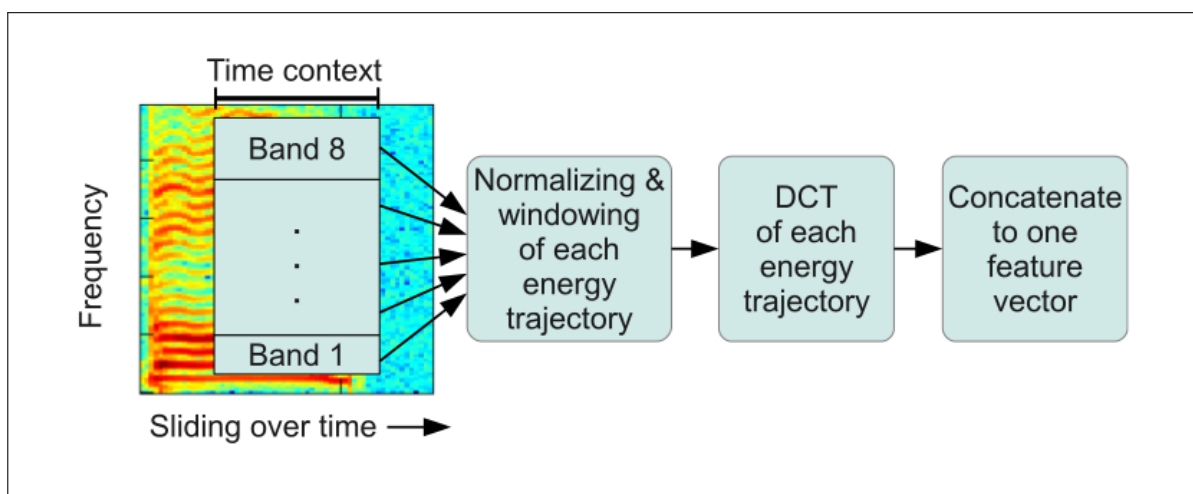 Time context
Frequency
Band 8
.
.
.
Band 1
Sliding over time
Normalizing &
windowing
of each
energy
trajectory
DCT
of each
energy
trajectory
Concatenate
to one
feature
vector